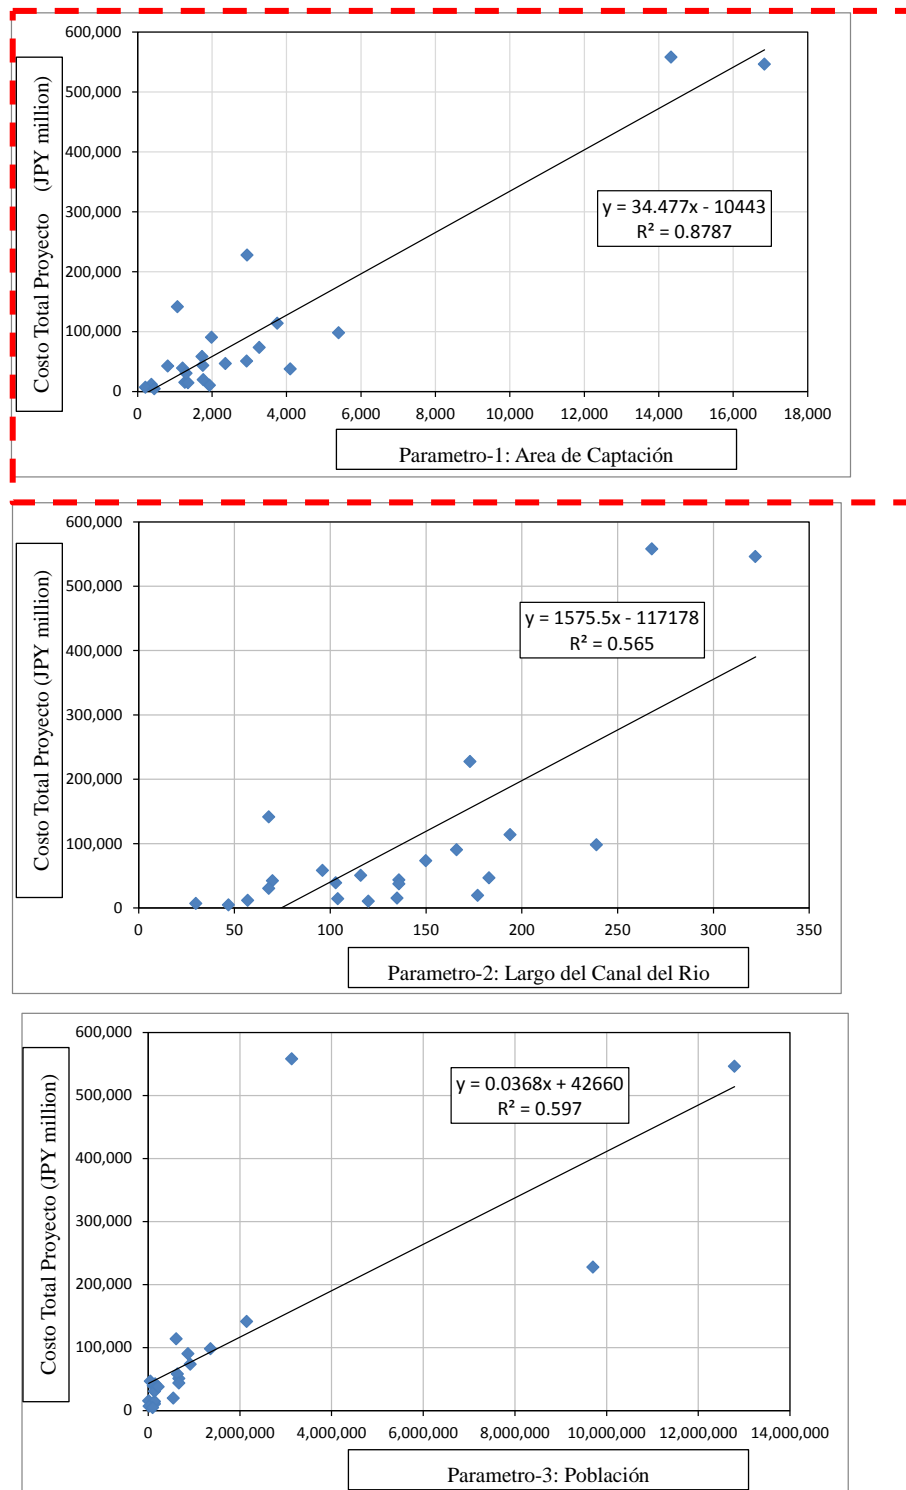 Costo Total Proyecto (JPY million)
600,000
500,000
400,000
300,000
200,000
100,000
0
y = 34.477x - 10443
R² = 0.8787
0 2,000 4,000 6,000 8,000 10,000 12,000 14,000 16,000 18,000
Parametro-1: Area de Captación
Costo Total Proyecto (JPY million)
600,000
500,000
400,000
300,000
200,000
100,000
0
y = 1575.5x - 117178
R² = 0.565
0 50 100 150 200 250 300 350
Parametro-2: Largo del Canal del Rio
Costo Total Proyecto (JPY million)
600,000
500,000
400,000
300,000
200,000
100,000
0
y = 0.0368x + 42660
R² = 0.597
0 2,000,000 4,000,000 6,000,000 8,000,000 10,000,000 12,000,000 14,000,000
Parametro-3: Población